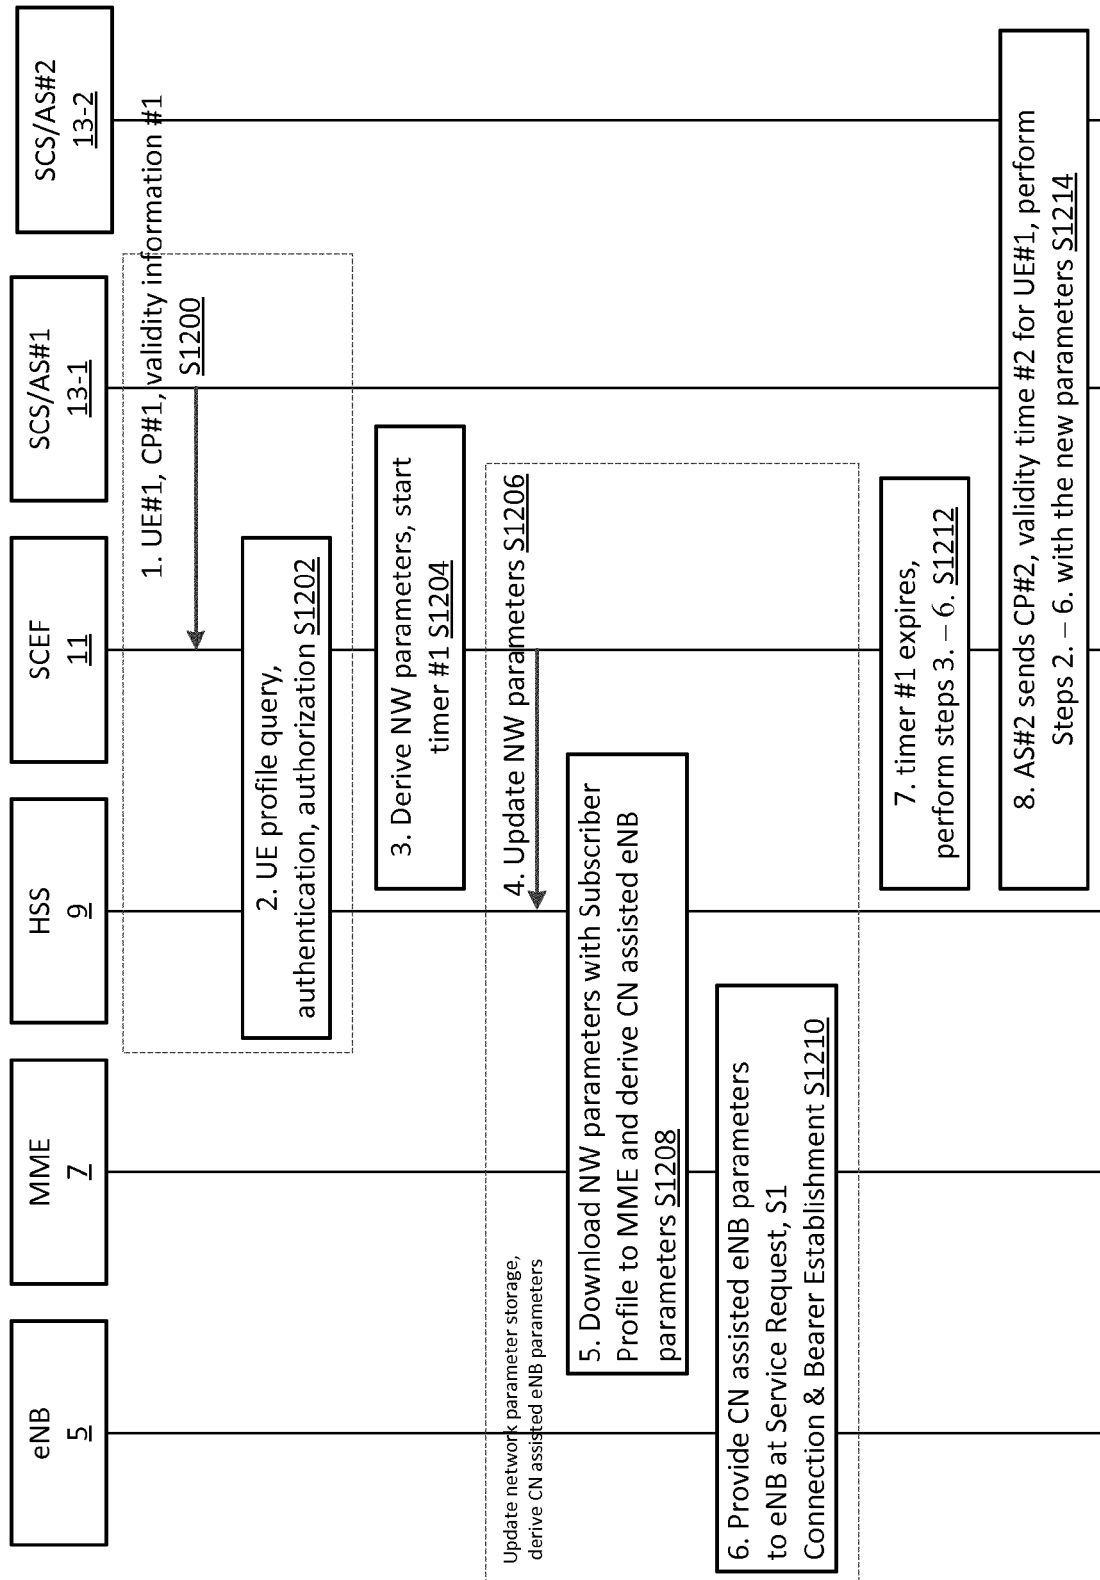 eNB
5
MME
7
HSS
9
SCEF
11
SCS/AS#1
13-1
SCS/AS#2
13-2
1. UE#1, CP#1, validity information #1
S1200
2. UE profile query,
authentication, authorization S1202
3. Derive NW parameters, start
timer #1 S1204
Update network parameter storage,
derive CN assisted eNB parameters
4. Update NW parameters S1206
5. Download NW parameters with Subscriber
Profile to MME and derive CN assisted eNB
parameters S1208
6. Provide CN assisted eNB parameters
to eNB at Service Request, S1
Connection & Bearer Establishment S1210
7. timer #1 expires,
perform steps 3. – 6. S1212
8. AS#2 sends CP#2, validity time #2 for UE#1, perform
Steps 2. – 6. with the new parameters S1214